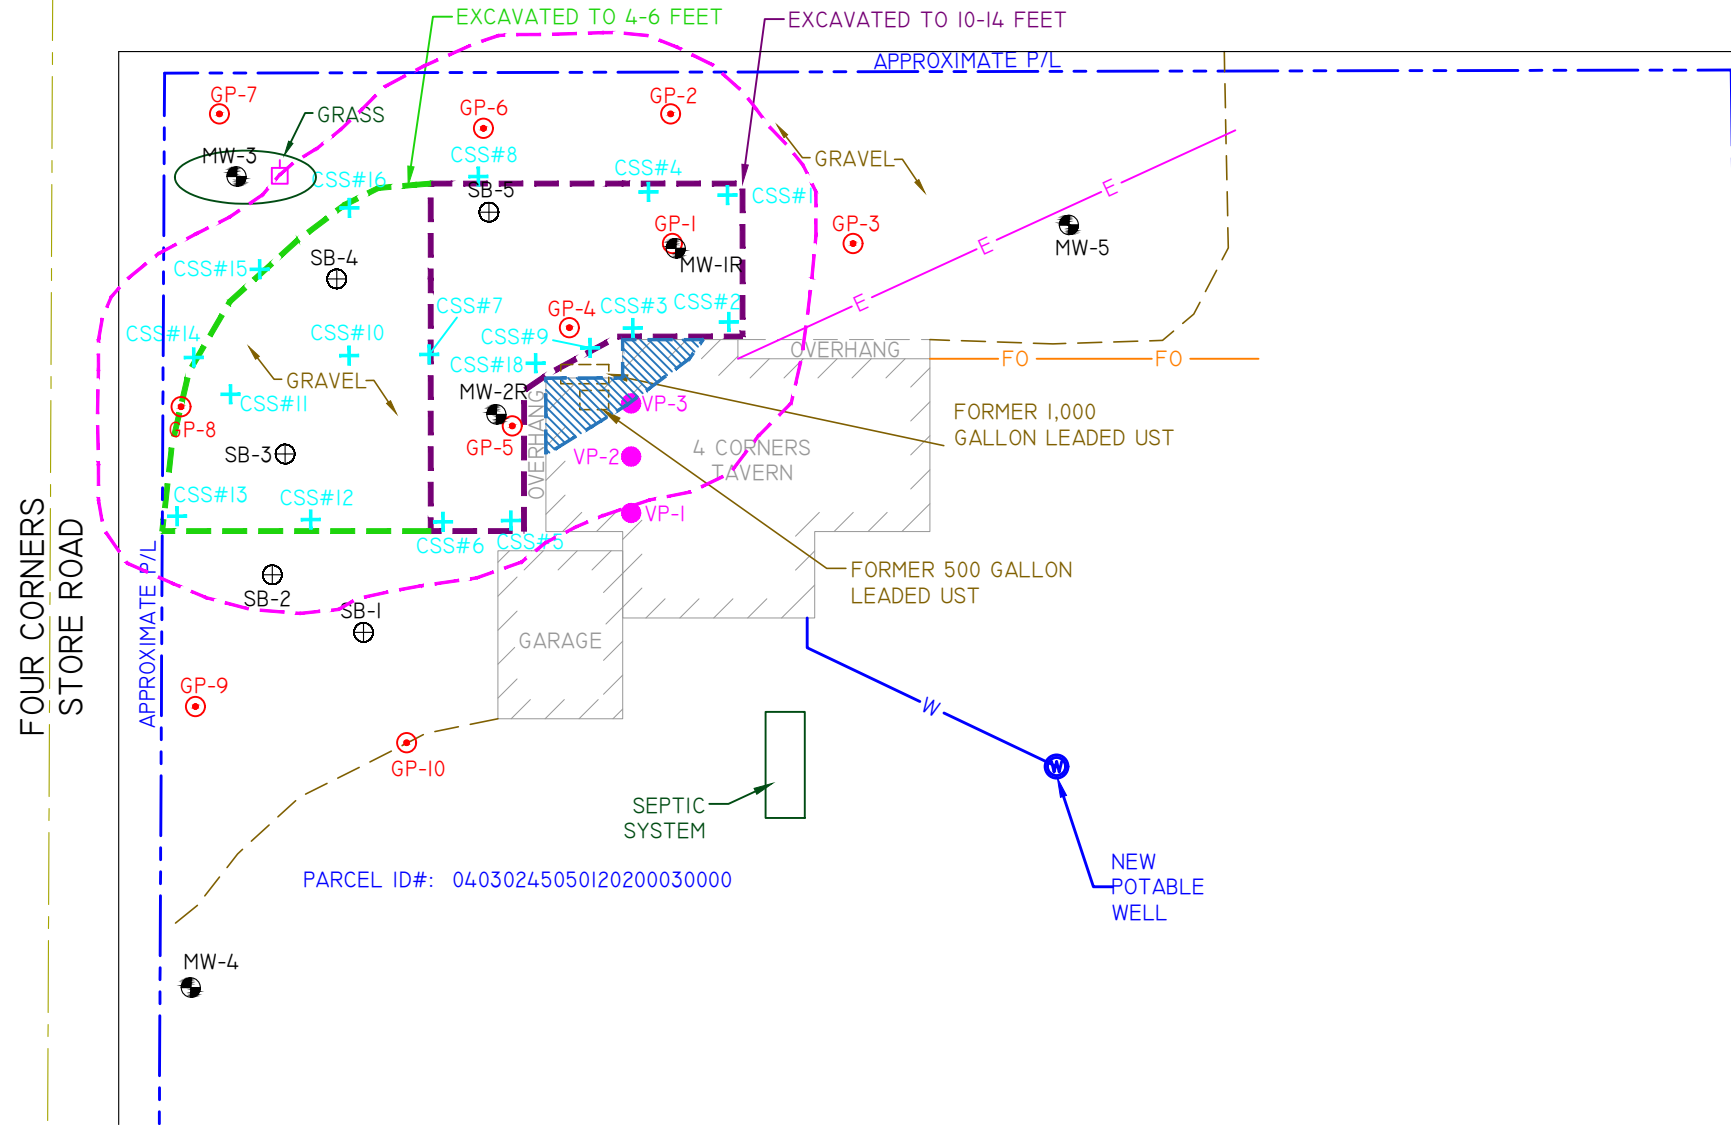 EXCAVATED TO 4-6 FEET
EXCAVATED TO 10-14 FEET
APPROXIMATE P/L
GP-7
GP-6
GP-2
GRASS
MW-3
CSS#8
GRAVEL
CSS#16
SB-5
CSS#4
CSS#1
E
GP-1
GP-3
MW-5
E
SB-4
MW-1R
CSS#15
E
CSS#7
GP-4
CSS#3
CSS#2
CSS#14
CSS#10
CSS#9
OVERHANG
FO
FO
CSS#18
GRAVEL
MW-2R
CSS#11
VP-3
FORMER 1,000
GALLON LEADED UST
GP-8
GP-5
OVERHANG
SB-3
VP-2
4 CORNERS
TAVERN
CSS#13
CSS#12
VP-1
CSS#6
CSS#5
FORMER 500 GALLON
LEADED UST
SB-2
SB-1
FOUR CORNERS
STORE ROAD
APPROXIMATE P/L
GARAGE
GP-9
W
GP-10
W
SEPTIC
SYSTEM
NEW
POTABLE
WELL
PARCEL ID#: 04030245050120200030000
MW-4